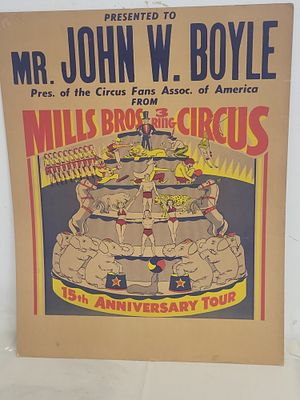 PRESENTED TO
MR. JOHN W. BOYLE
Pres. of the Circus Fans Assoc. of America
FROM
MILLS BROS. 3 RING CIRCUS
15th ANNIVERSARY TOUR